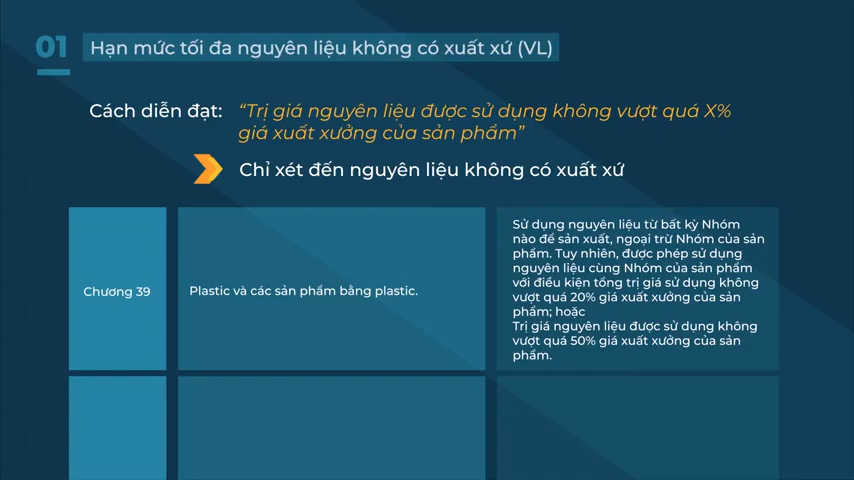 01
Hạn mức tối đa nguyên liệu không có xuất xứ (VL)
Cách diễn đạt:
“Trị giá nguyên liệu được sử dụng không vượt quá X%
giá xuất xưởng của sản phẩm”
Chỉ xét đến nguyên liệu không có xuất xứ
Chương 39
Plastic và các sản phẩm bằng plastic.
Sử dụng nguyên liệu từ bất kỳ Nhóm
nào để sản xuất, ngoại trừ Nhóm của sản
phẩm. Tuy nhiên, được phép sử dụng
nguyên liệu cùng Nhóm của sản phẩm
với điều kiện tổng trị giá sử dụng không
vượt quá 20% giá xuất xưởng của sản
phẩm; hoặc
Trị giá nguyên liệu được sử dụng không
vượt quá 50% giá xuất xưởng của sản
phẩm.